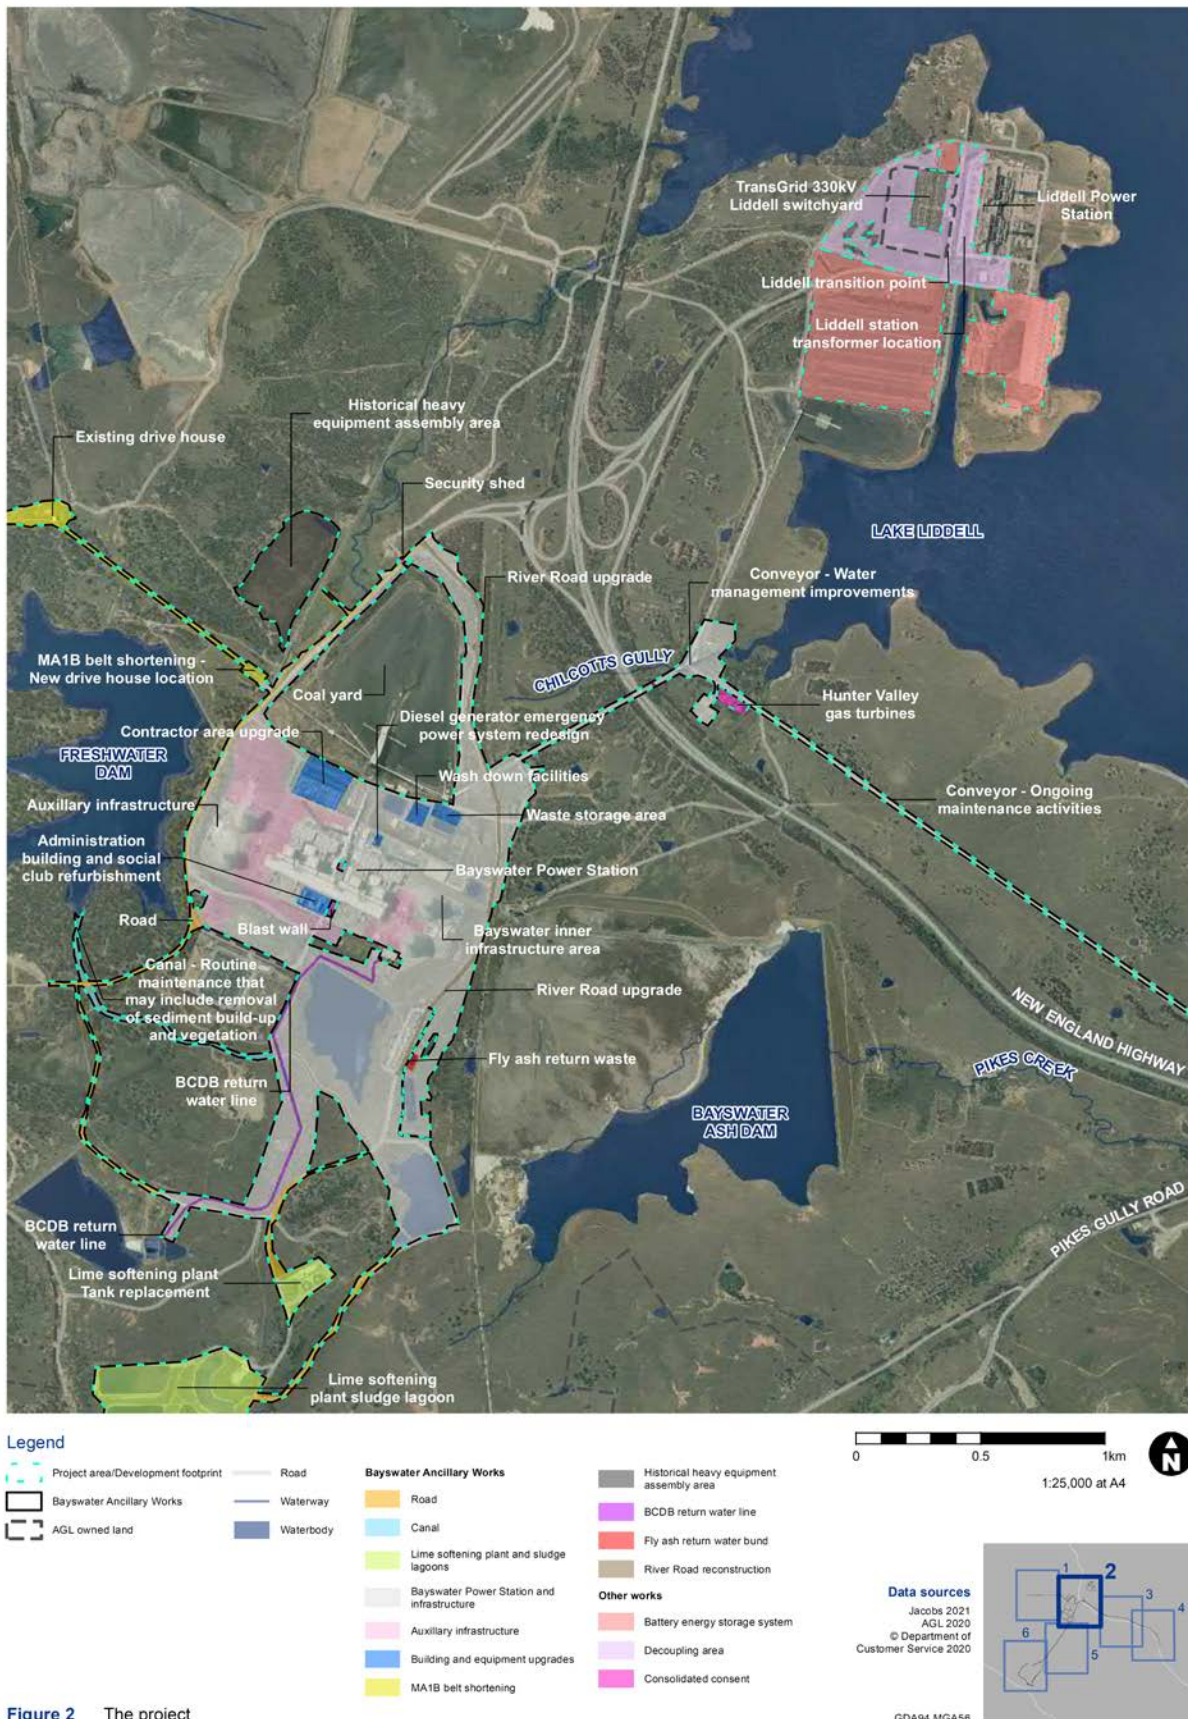 TransGrid 330kV
Liddell switchyard
Liddell Power
Station
Liddell transition point
Liddell station
transformer location
Historical heavy
equipment assembly area
Existing drive house
Security shed
LAKE LIDDELL
River Road upgrade
Conveyor - Water
management improvements
CHILCOTTS GULLY
MA1B belt shortening -
New drive house location
Coal yard
Hunter Valley
gas turbines
Diesel generator emergency
power system redesign
Contractor area upgrade
FRESHWATER
DAM
Wash down facilities
Conveyor - Ongoing
maintenance activities
Auxillary infrastructure
Waste storage area
Administration
building and social
club refurbishment
Bayswater Power Station
Road
Blast wall
Bayswater inner
infrastructure area
Canal - Routine
maintenance that
may include removal
of sediment build-up
and vegetation
River Road upgrade
NEW ENGLAND HIGHWAY
Fly ash return waste
PIKES CREEK
BCDB return
water line
BAYSWATER
ASH DAM
PIKES GULLY ROAD
BCDB return
water line
Lime softening plant
Tank replacement
Lime softening
plant sludge lagoon
Legend
Project area/Development footprint
Bayswater Ancillary Works
AGL owned land
Road
Waterway
Waterbody
Bayswater Ancillary Works
Road
Canal
Lime softening plant and sludge
lagoons
Bayswater Power Station and
infrastructure
Auxillary infrastructure
Building and equipment upgrades
MA1B belt shortening
Historical heavy equipment
assembly area
BCDB return water line
Fly ash return water bund
River Road reconstruction
Other works
Battery energy storage system
Decoupling area
Consolidated consent
0 0.5 1km
N
1:25,000 at A4
Data sources
Jacobs 2021
AGL 2020
© Department of
Customer Service 2020
1
2
3
4
5
6
GDA94 MGA56
Figure 2 The project